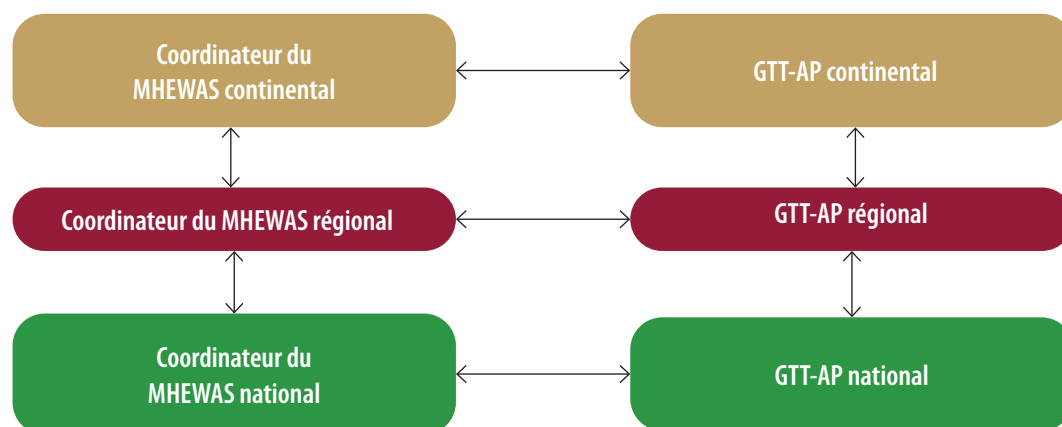 Coordinateur du
MHEWAS continental
GTT-AP continental
Coordinateur du MHEWAS régional
GTT-AP régional
Coordinateur du
MHEWAS national
GTT-AP national